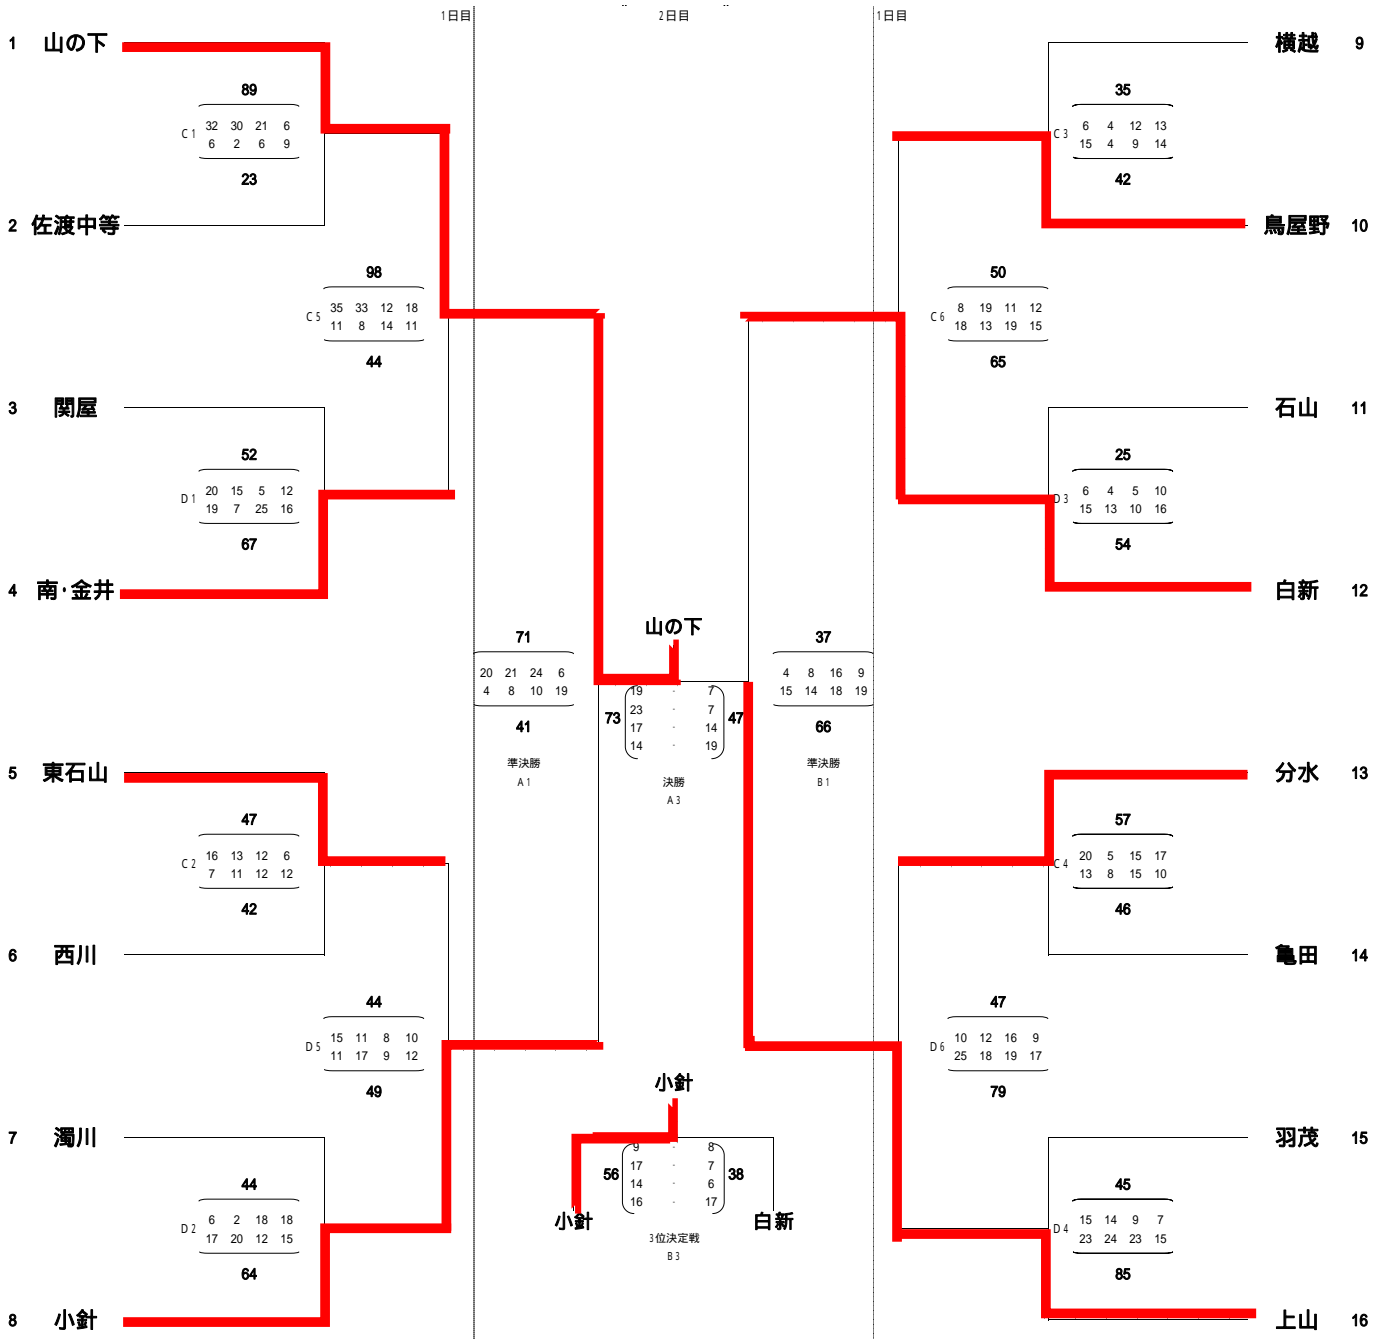 1日目 2日目 1日目
1 山の下 横越 9
89 35
C1 32 30 21 6 C3 6 4 12 13
6 2 6 9 15 4 9 14
23 42
2 佐渡中等 鳥屋野 10
98 50
C5 35 33 12 18 C6 8 19 11 12
11 8 14 11 18 13 19 15
44 65
3 関屋 石山 11
52 25
D1 20 15 5 12 D3 6 4 5 10
19 7 25 16 15 13 10 16
67 54
4 南・金井 白新 12
山の下
71 37
20 21 24 6 4 8 16 9
4 8 10 19 15 14 18 19
41 66
準決勝 準決勝
A1 B1
19 - 7
23 - 7
73 47
17 - 14
14 - 19
決勝
A3
5 東石山 分水 13
47 57
C2 16 13 12 6 C4 20 5 15 17
7 11 12 12 13 8 15 10
42 46
6 西川 亀田 14
44 47
D5 15 11 8 10 D6 10 12 16 9
11 17 9 12 25 18 19 17
49 79
小針
7 濁川 羽茂 15
9 - 8
17 - 7
56 38
14 - 6
16 - 17
小針 白新
3位決定戦
B3
44 45
D2 6 2 18 18 D4 15 14 9 7
17 20 12 15 23 24 23 15
64 85
8 小針 上山 16